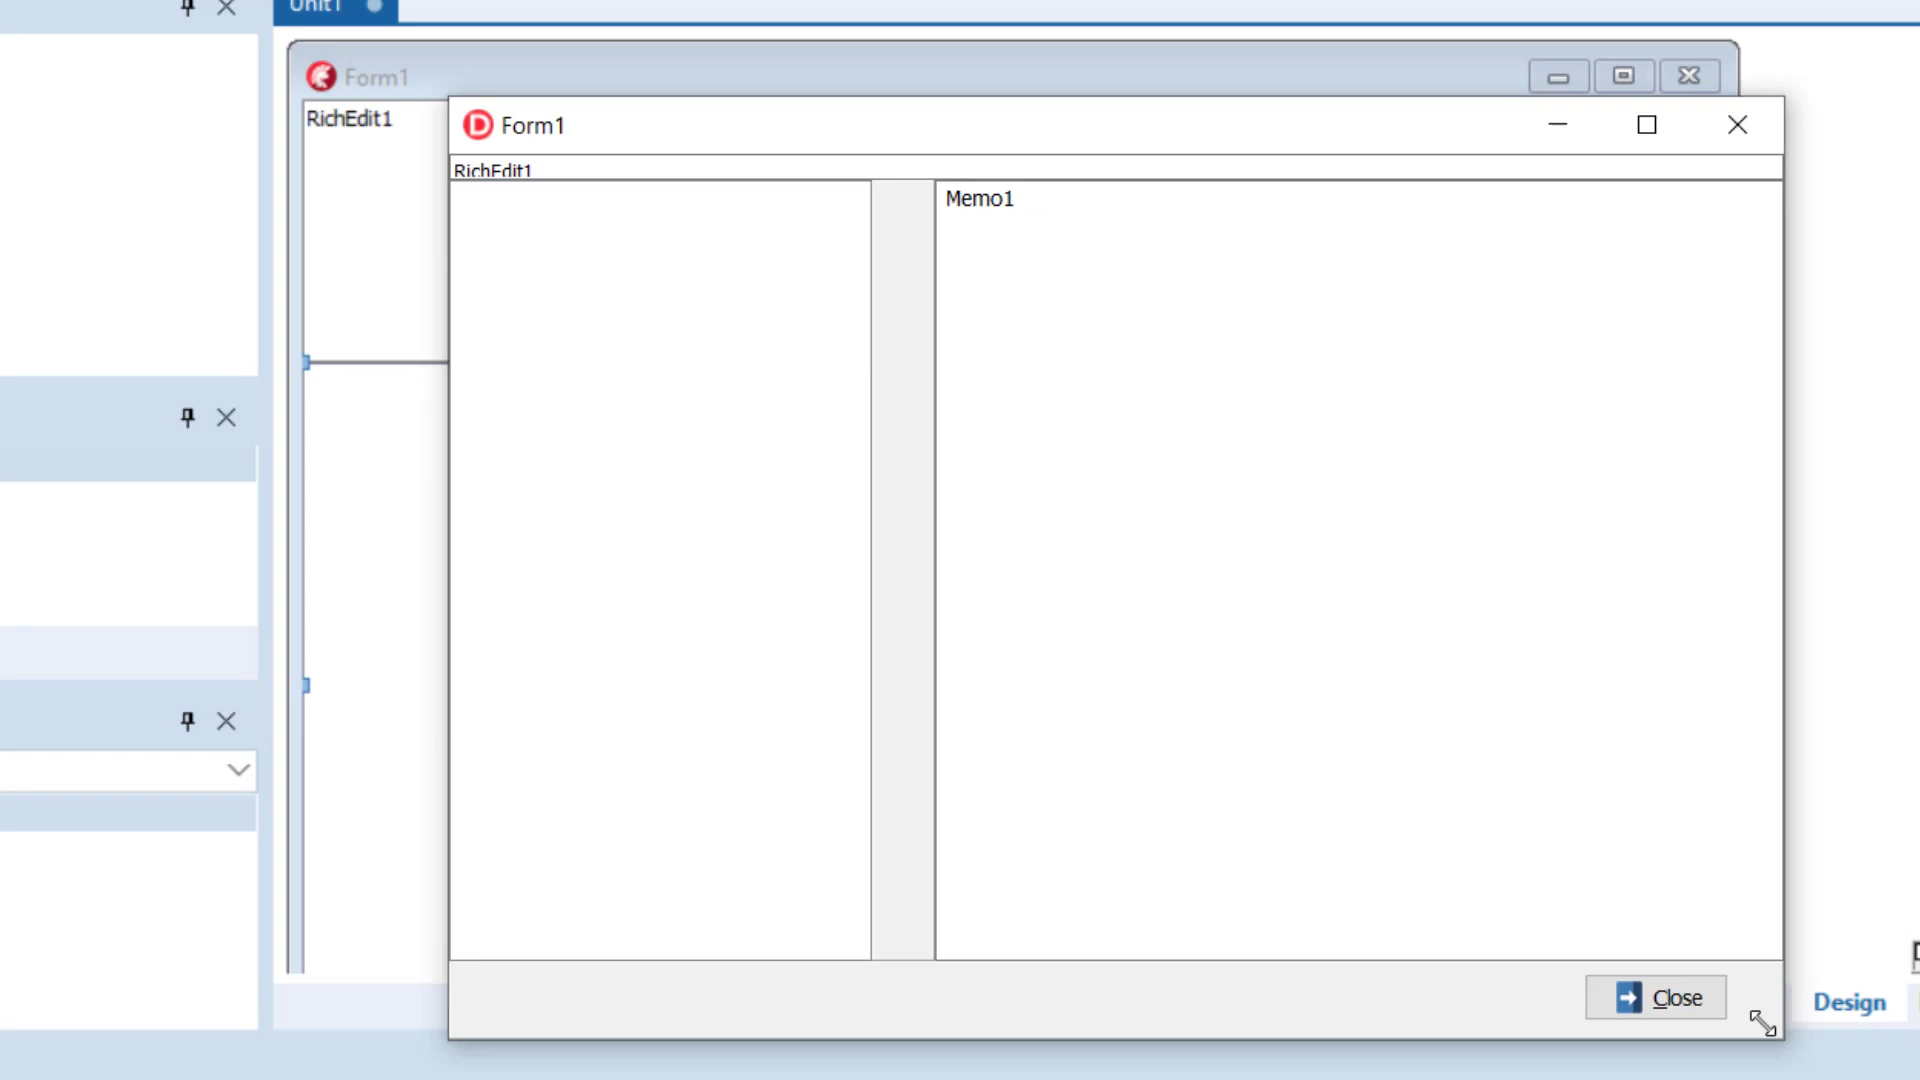 Unit1
Form1
RichEdit1
Form1
RichEdit1
Memo1
Close
Design